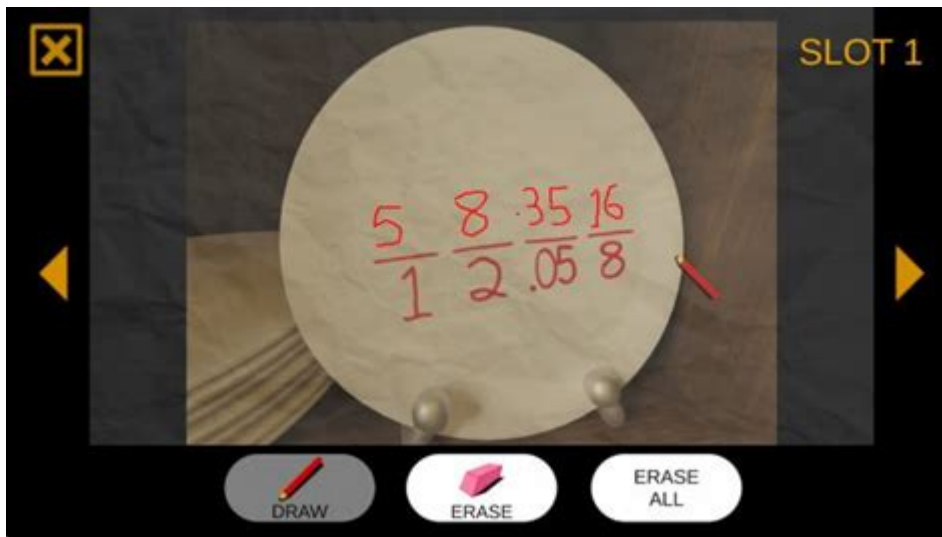 SLOT 1
5 8 .35 16
1 2 .05 8
DRAW ERASE ERASE
ALL